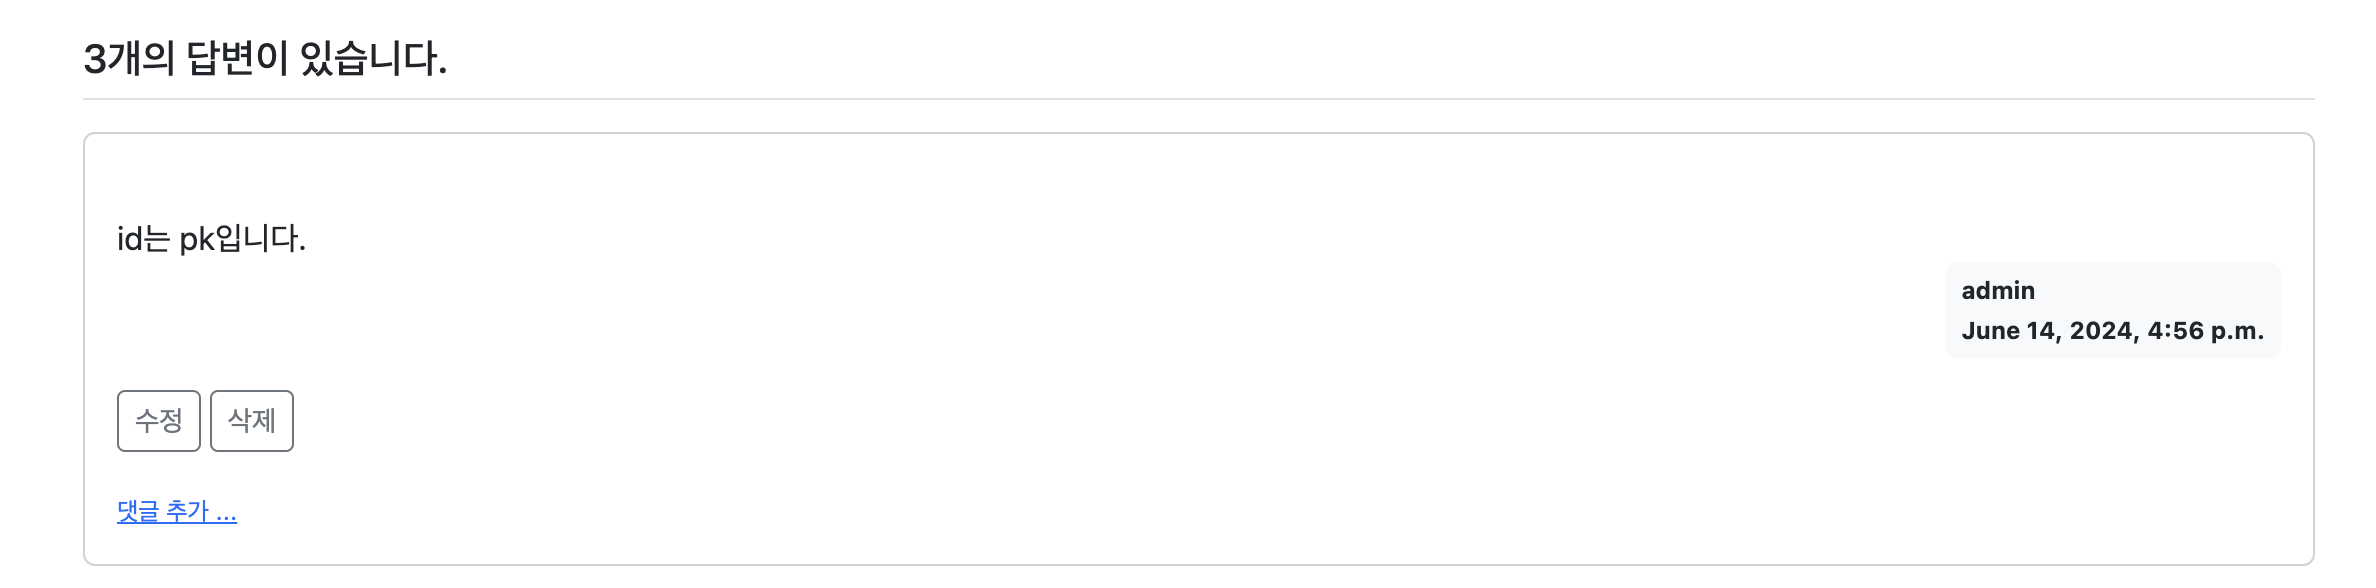 3개의 답변이 있습니다.
id는 pk입니다.
admin
June 14, 2024, 4:56 p.m.
수정 삭제
댓글 추가 ...